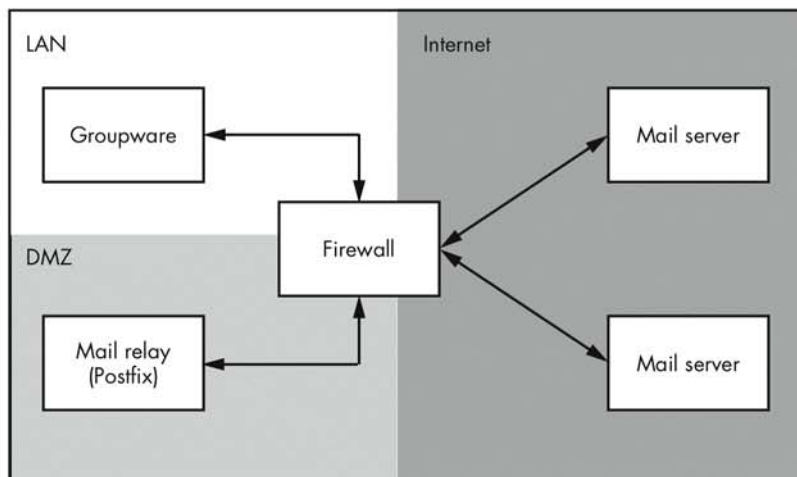 LAN
Internet
Groupware
Mail server
Firewall
DMZ
Mail relay
(Postfix)
Mail server